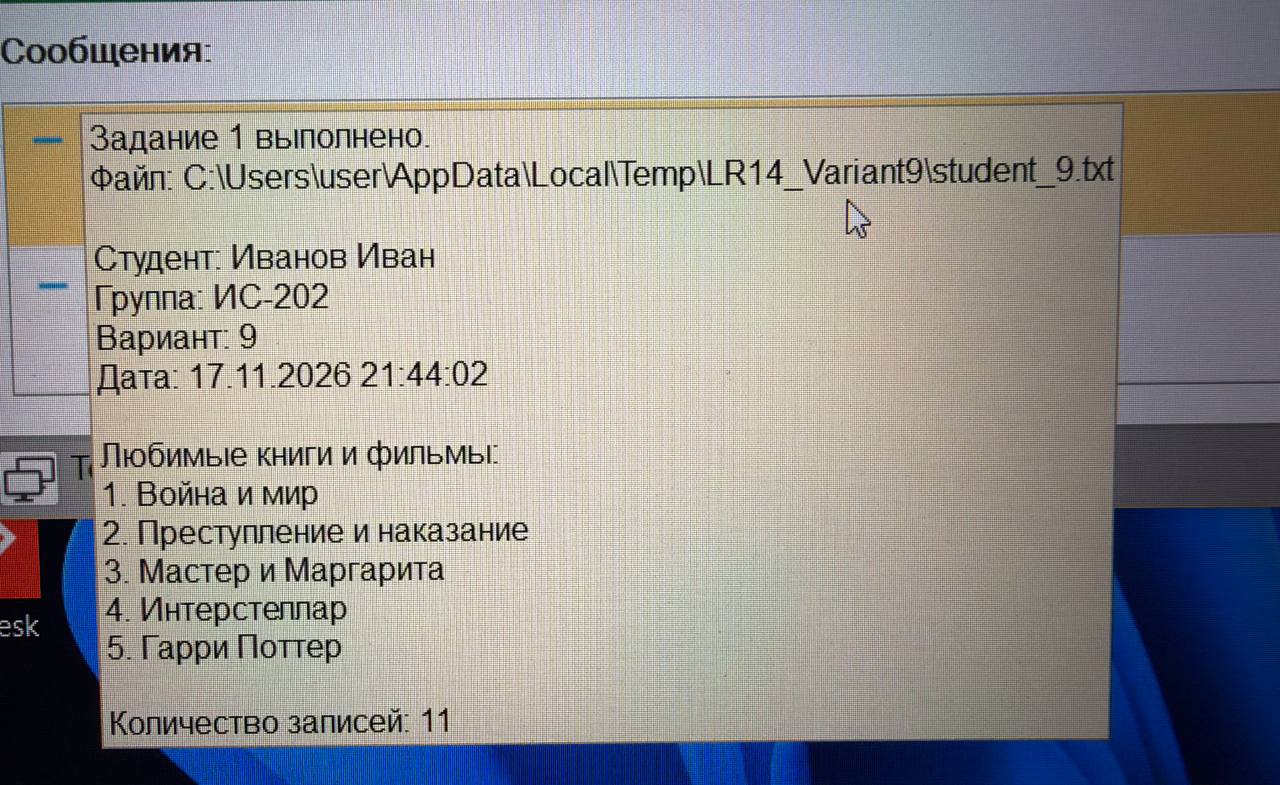 Сообщения:
Задание 1 выполнено.
Файл: C:\Users\user\AppData\Local\Temp\LR14_Variant9\student_9.txt
Студент: Иванов Иван
Группа: ИС-202
Вариант: 9
Дата: 17.11.2026 21:44:02
Любимые книги и фильмы:
1. Война и мир
2. Преступление и наказание
3. Мастер и Маргарита
4. Интерстеллар
5. Гарри Поттер
esk
Количество записей: 11